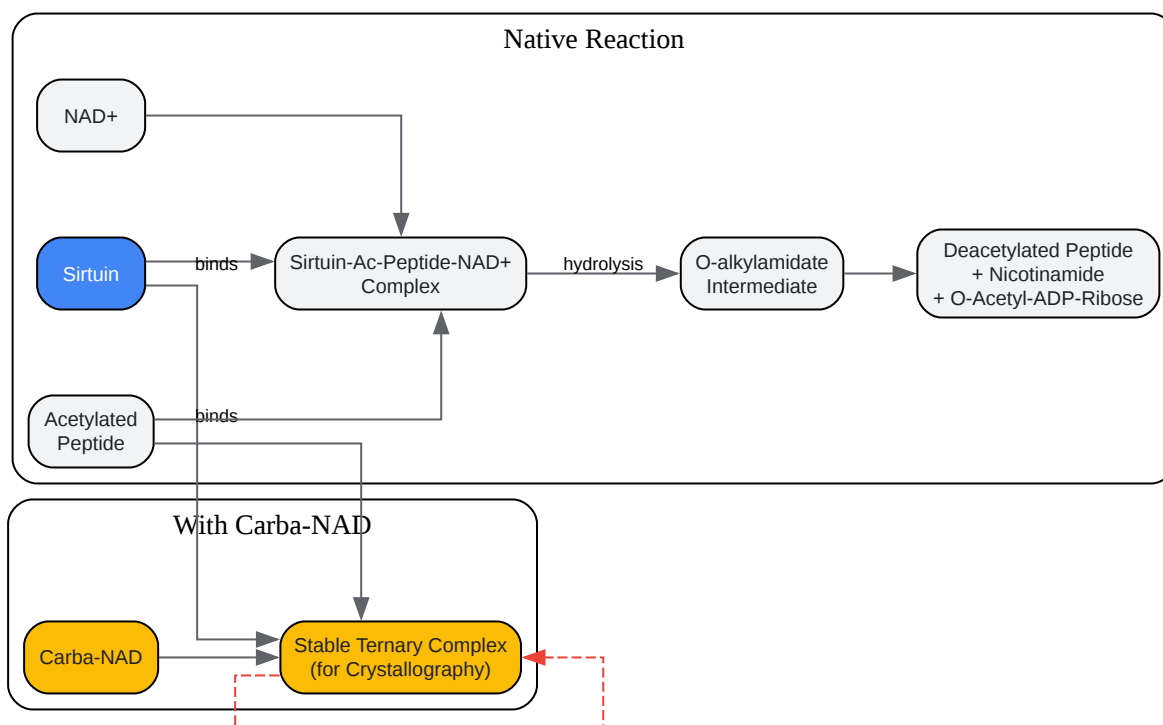 Native Reaction
NAD+
Sirtuin
binds
Sirtuin-Ac-Peptide-NAD+
Complex
hydrolysis
O-alkylamidate
Intermediate
Deacetylated Peptide
+ Nicotinamide
+ O-Acetyl-ADP-Ribose
Acetylated
Peptide
binds
With Carba-NAD
Carba-NAD
Stable Ternary Complex
(for Crystallography)